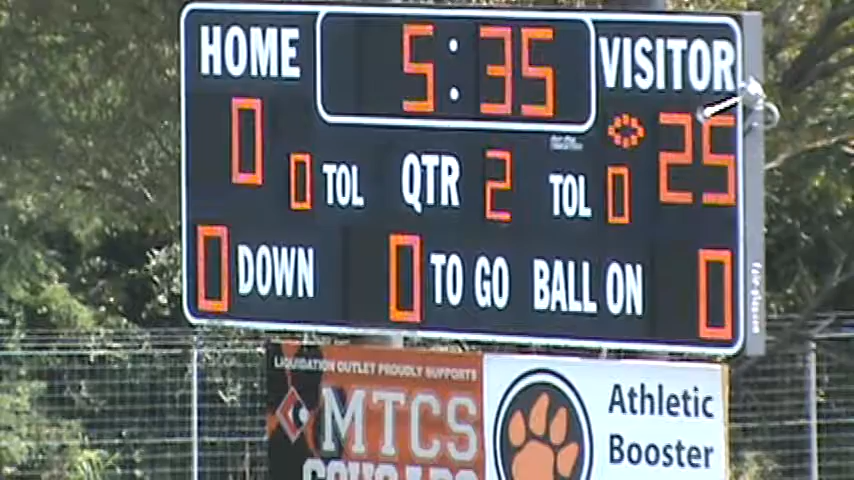 HOME 5:35 VISITOR
0 25
0 TOL QTR 2 TOL 0
0 DOWN 0 TO GO BALL ON 0
LIQUIDATION OUTLET PROUDLY SUPPORTS
MTCS
COUGARS
Athletic
Booster